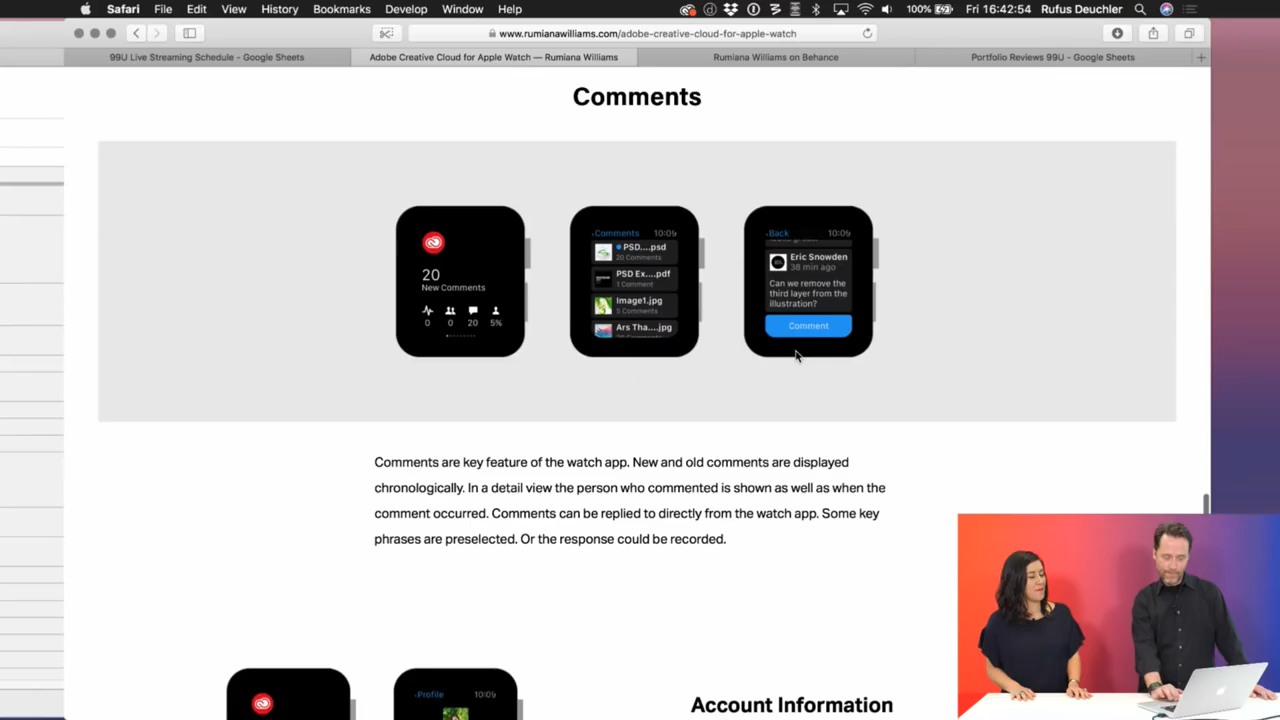 Safari File Edit View History Bookmarks Develop Window Help 100% Fri 16:42:54 Rufus Deuchler
www.rumianawilliams.com/adobe-creative-cloud-for-apple-watch
99U Live Streaming Schedule - Google Sheets
Adobe Creative Cloud for Apple Watch — Rumiana Williams
Rumiana Williams on Behance
Portfolio Reviews 99U - Google Sheets
Comments
20
New Comments
0 0 20 5%
‹Comments 10:09
PSD....psd
20 Comments
PSD Ex....pdf
1 Comment
Image1.jpg
5 Comments
Ars Tha....jpg
‹Back 10:09
Eric Snowden
38 min ago
Can we remove the
third layer from the
illustration?
Comment
Comments are key feature of the watch app. New and old comments are displayed
chronologically. In a detail view the person who commented is shown as well as when the
comment occurred. Comments can be replied to directly from the watch app. Some key
phrases are preselected. Or the response could be recorded.
‹Profile 10:09
Account Information